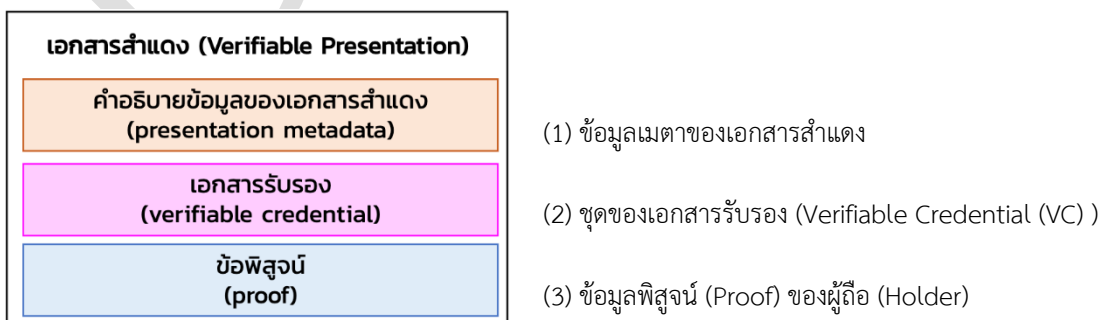 เอกสารสำแดง (Verifiable Presentation)
คำอธิบายข้อมูลของเอกสารสำแดง
(presentation metadata)
(1) ข้อมูลเมตาของเอกสารสำแดง
เอกสารรับรอง
(verifiable credential)
(2) ชุดของเอกสารรับรอง (Verifiable Credential (VC) )
ข้อพิสูจน์
(proof)
(3) ข้อมูลพิสูจน์ (Proof) ของผู้ถือ (Holder)